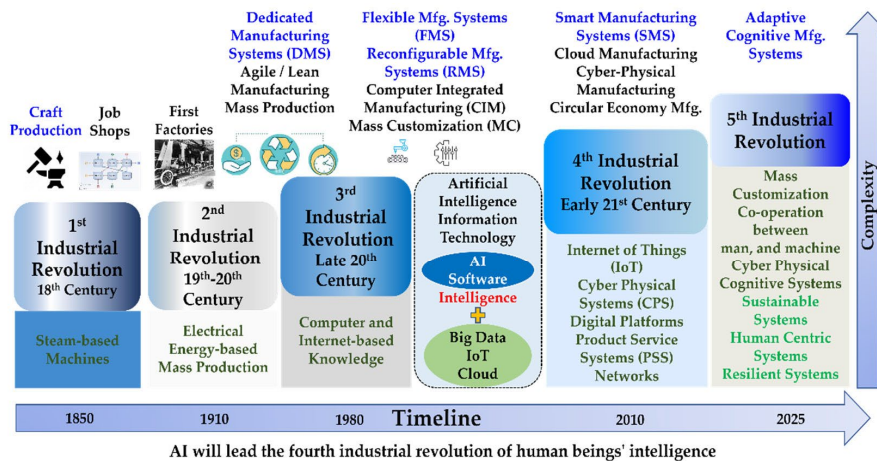 Dedicated
Manufacturing
Systems (DMS)
Agile / Lean
Manufacturing
Mass Production
Flexible Mfg. Systems
(FMS)
Reconfigurable Mfg.
Systems (RMS)
Computer Integrated
Manufacturing (CIM)
Mass Customization (MC)
Smart Manufacturing
Systems (SMS)
Cloud Manufacturing
Cyber-Physical
Manufacturing
Circular Economy Mfg.
Adaptive
Cognitive Mfg.
Systems
Craft
Production
Job
Shops
First
Factories
1st
Industrial
Revolution
18th Century
Steam-based
Machines
2nd
Industrial
Revolution
19th-20th
Century
Electrical
Energy-based
Mass Production
3rd
Industrial
Revolution
Late 20th
Century
Computer and
Internet-based
Knowledge
Artificial
Intelligence
Information
Technology
AI
Software
Intelligence
Big Data
IoT
Cloud
4th Industrial
Revolution
Early 21st Century
Internet of Things
(IoT)
Cyber Physical
Systems (CPS)
Digital Platforms
Product Service
Systems (PSS)
Networks
5th Industrial
Revolution
Mass
Customization
Co-operation
between
man, and machine
Cyber Physical
Cognitive Systems
Sustainable
Systems
Human Centric
Systems
Resilient Systems
Complexity
1850
1910
1980
Timeline
2010
2025
AI will lead the fourth industrial revolution of human beings' intelligence